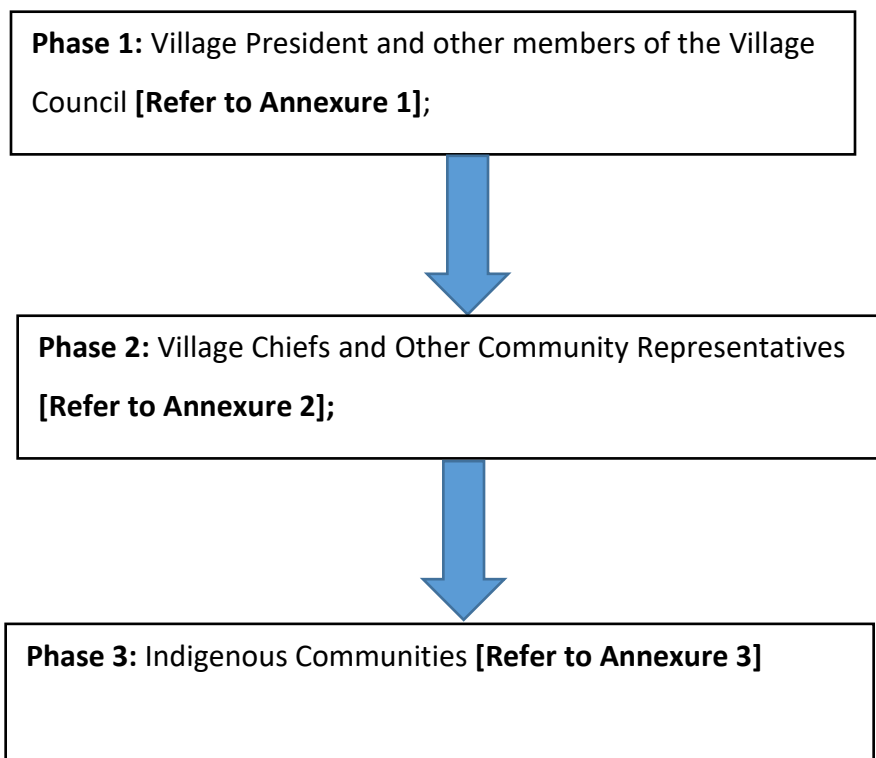 Phase 1: Village President and other members of the Village
Council [Refer to Annexure 1];
Phase 2: Village Chiefs and Other Community Representatives
[Refer to Annexure 2];
Phase 3: Indigenous Communities [Refer to Annexure 3]